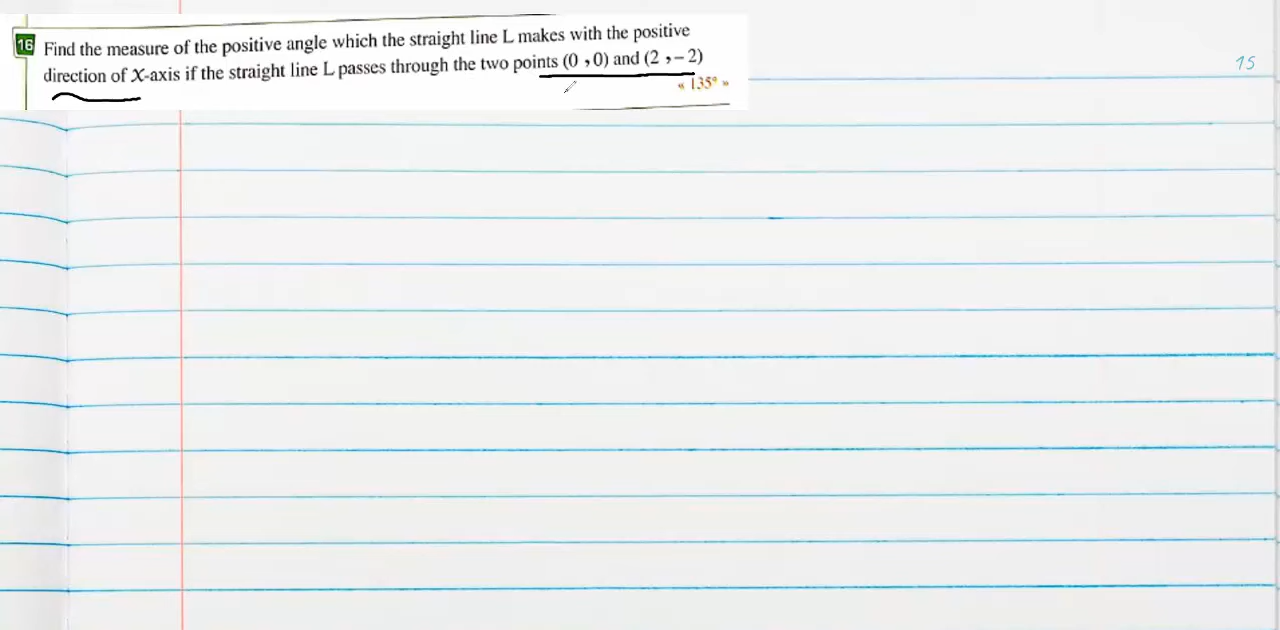 16 Find the measure of the positive angle which the straight line L makes with the positive
direction of X-axis if the straight line L passes through the two points (0 , 0) and (2 , – 2)
« 135° »
15